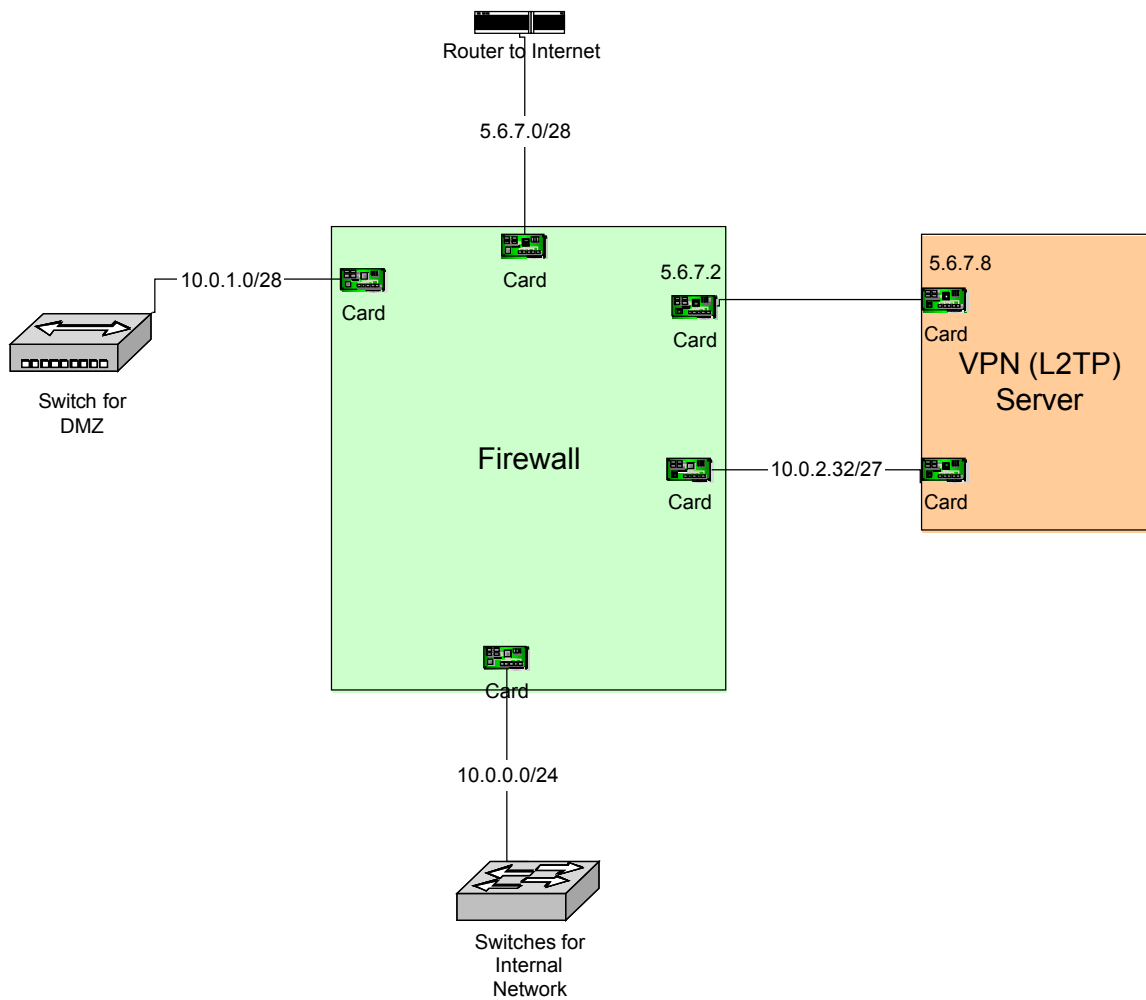 Router to Internet
5.6.7.0/28
10.0.1.0/28
Card
Card
5.6.7.2
Card
5.6.7.8
Card
Switch for
DMZ
VPN (L2TP)
Server
Firewall
Card
10.0.2.32/27
Card
Card
10.0.0.0/24
Switches for
Internal
Network